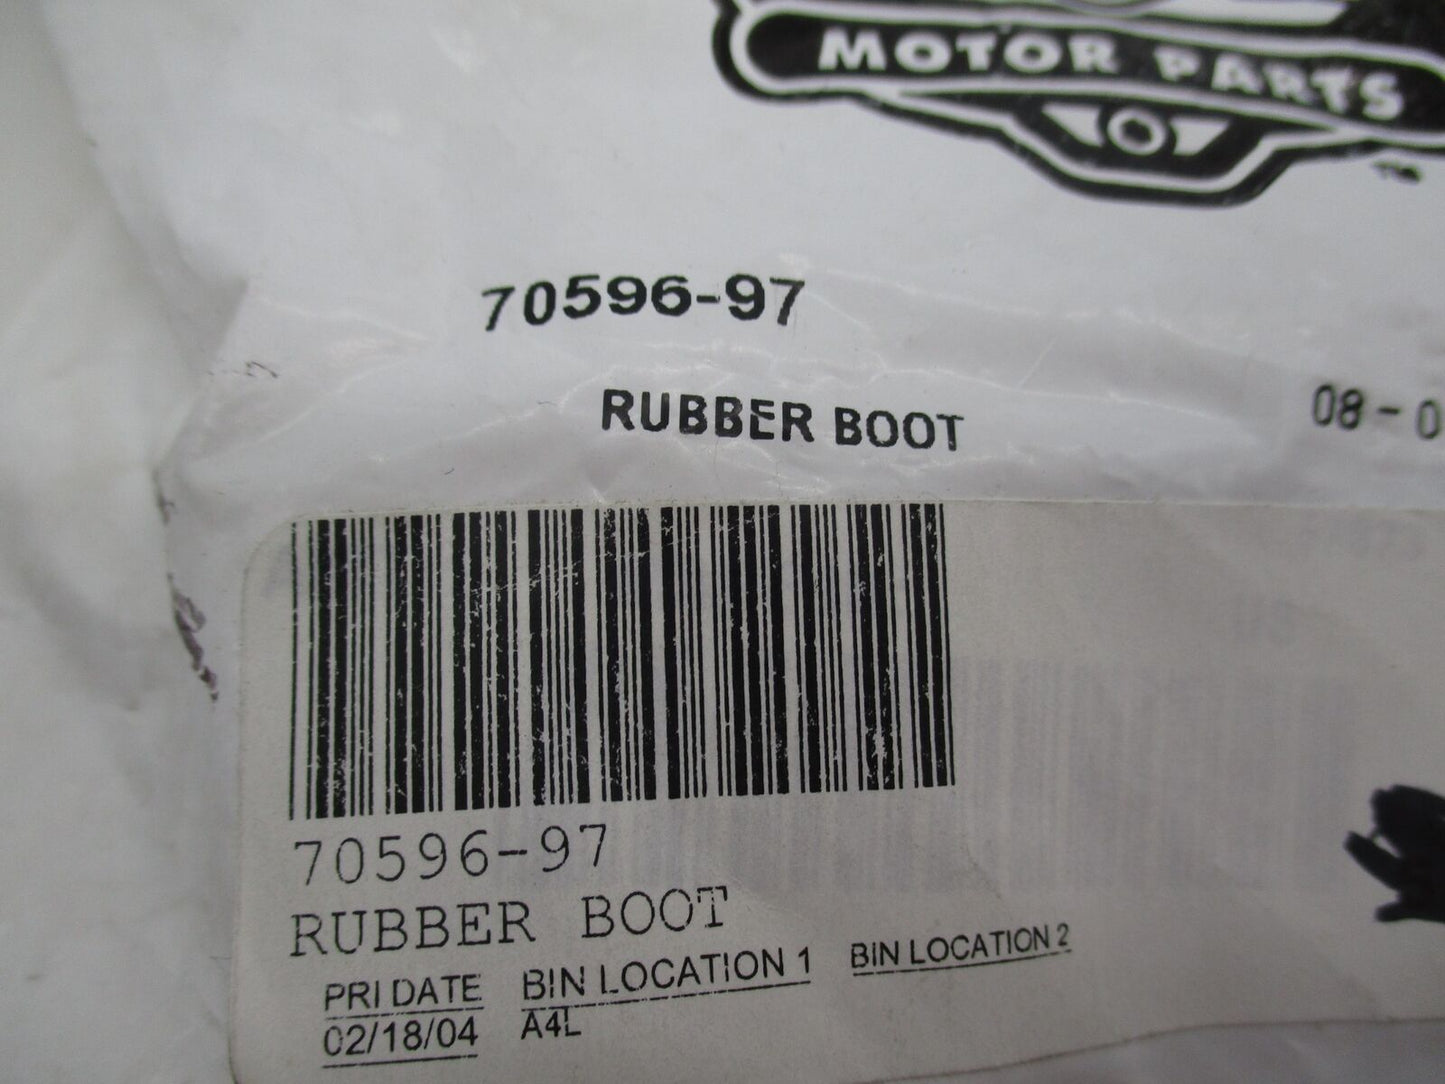 MOTOR PARTS
TM
70596-97
RUBBER BOOT
08-0
70596-97
RUBBER BOOT
PRI DATE BIN LOCATION 1 BIN LOCATION 2
02/18/04 A4L